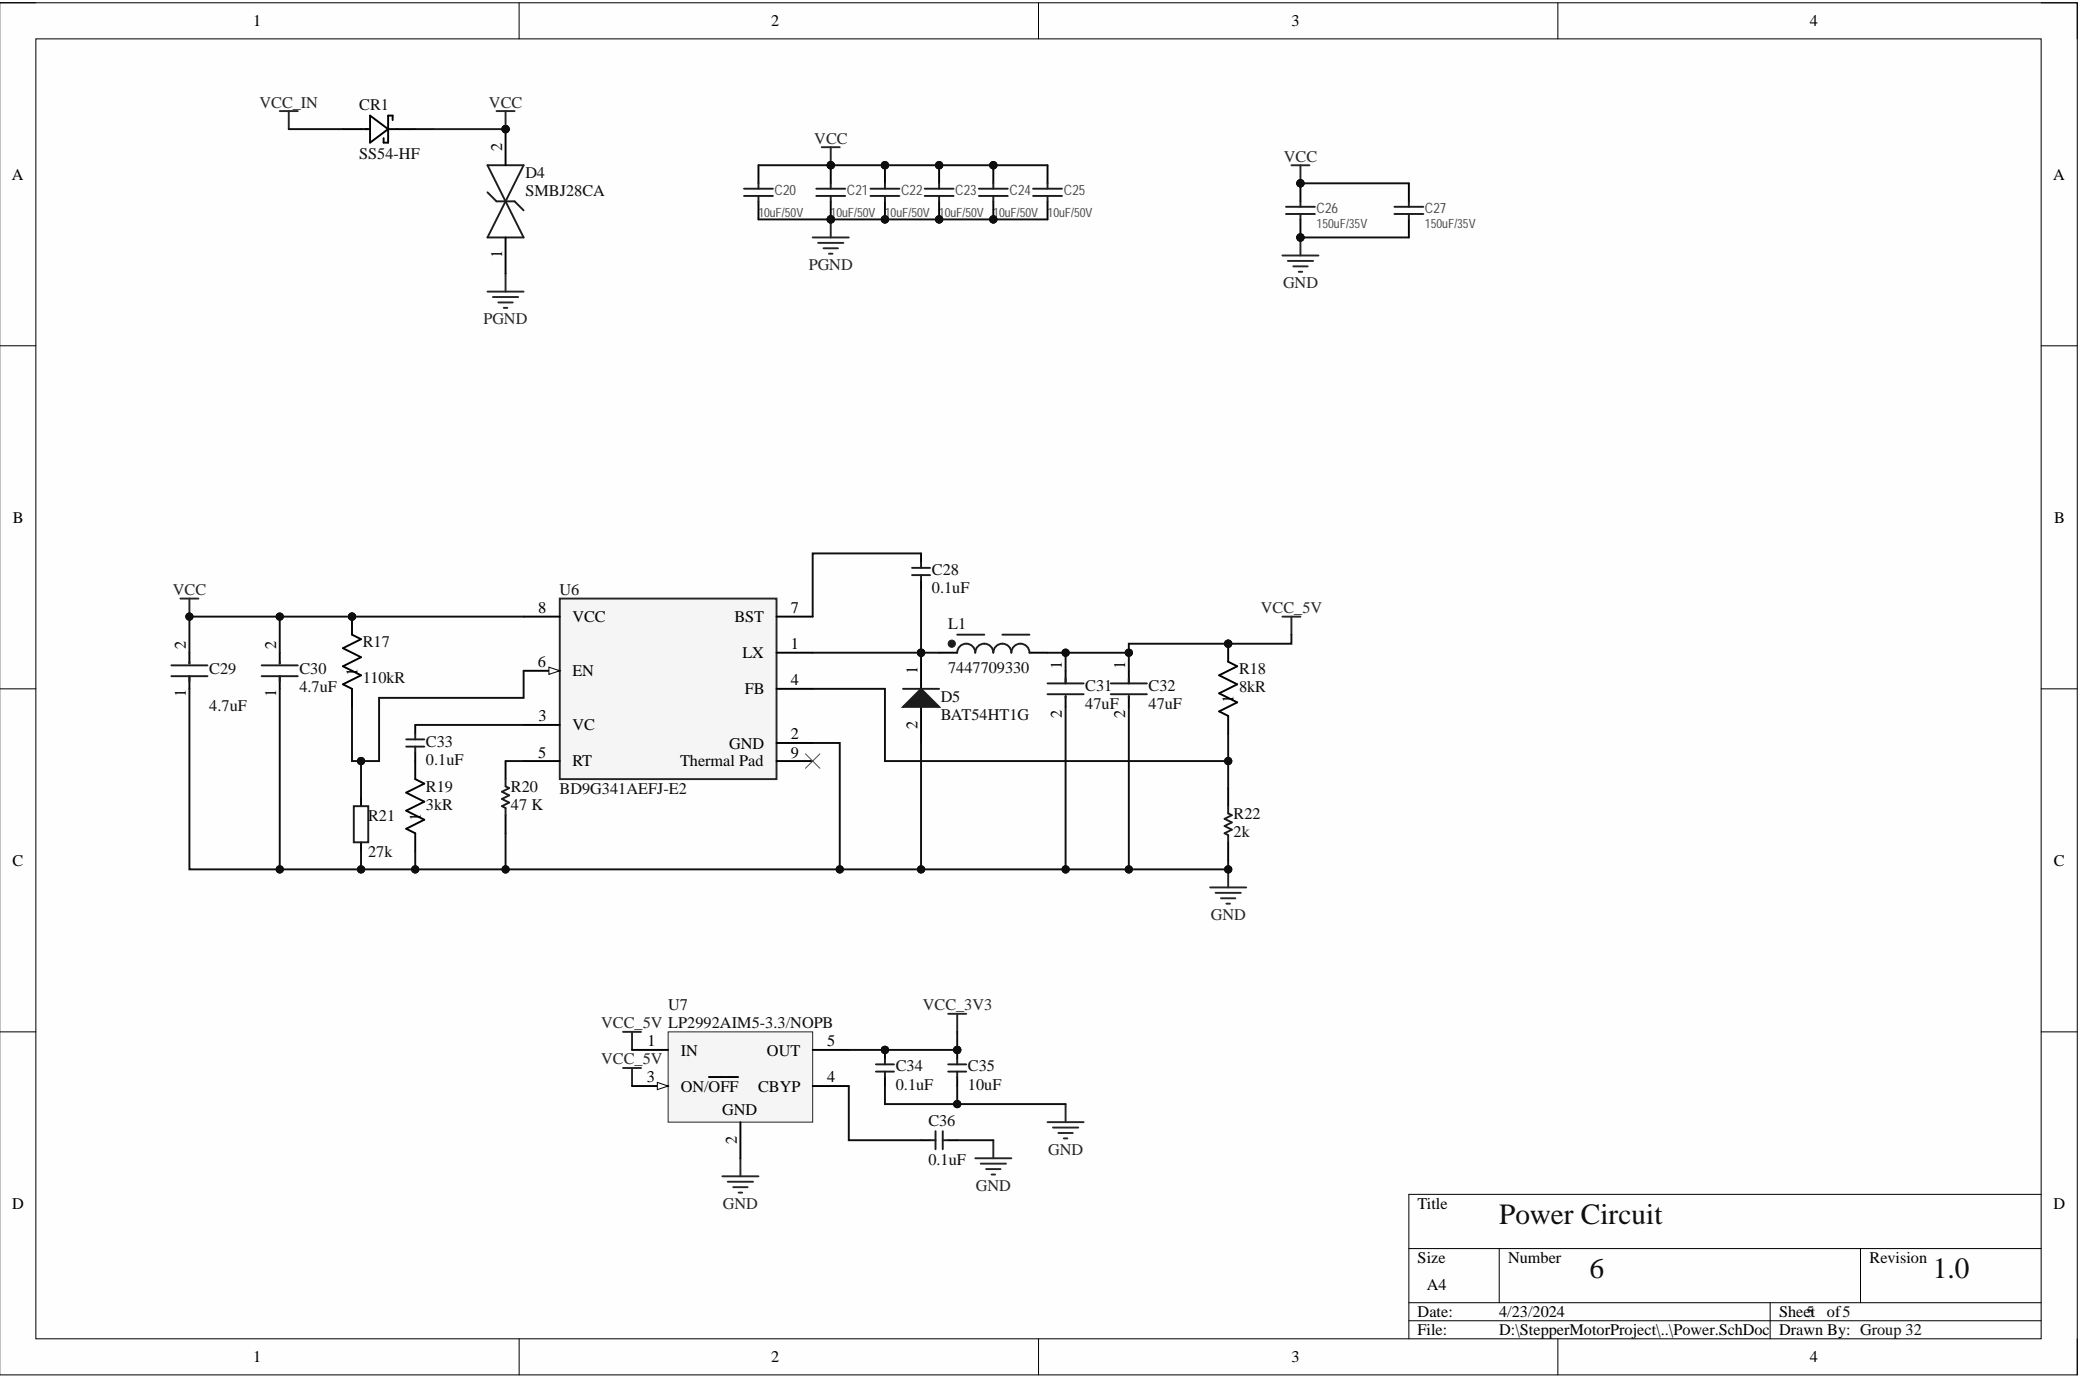 1 2 3 4
A A
B B
C C
D D
VCC_IN
CR1
SS54-HF
VCC
2
D4
SMBJ28CA
1
PGND
VCC
C20 C21 C22 C23 C24 C25
10uF/50V 10uF/50V 10uF/50V 10uF/50V 10uF/50V 10uF/50V
PGND
VCC
C26 C27
150uF/35V 150uF/35V
GND
VCC
2
C29
1
4.7uF
2
C30
4.7uF
1
R17
110kR
R21
27k
C33
0.1uF
R19
3kR
R20
47 K
U6
8 VCC BST 7
6 EN LX 1
FB 4
3 VC
GND 2
5 RT Thermal Pad 9
BD9G341AEFJ-E2
C28
0.1uF
L1
7447709330
1
D5
BAT54HT1G
2
1
C31
47uF
2
1
C32
47uF
2
VCC_5V
R18
8kR
R22
2k
GND
U7
LP2992AIM5-3.3/NOPB
VCC_5V
1 IN OUT 5
VCC_5V
3 ON/OFF CBYP 4
GND
2
GND
VCC_3V3
C34
0.1uF
C35
10uF
GND
C36
0.1uF
GND
Title Power Circuit
Size Number 6 Revision 1.0
A4
Date: 4/23/2024 Sheet 5 of 5
File: D:\StepperMotorProject\..\Power.SchDoc Drawn By: Group 32
1 2 3 4